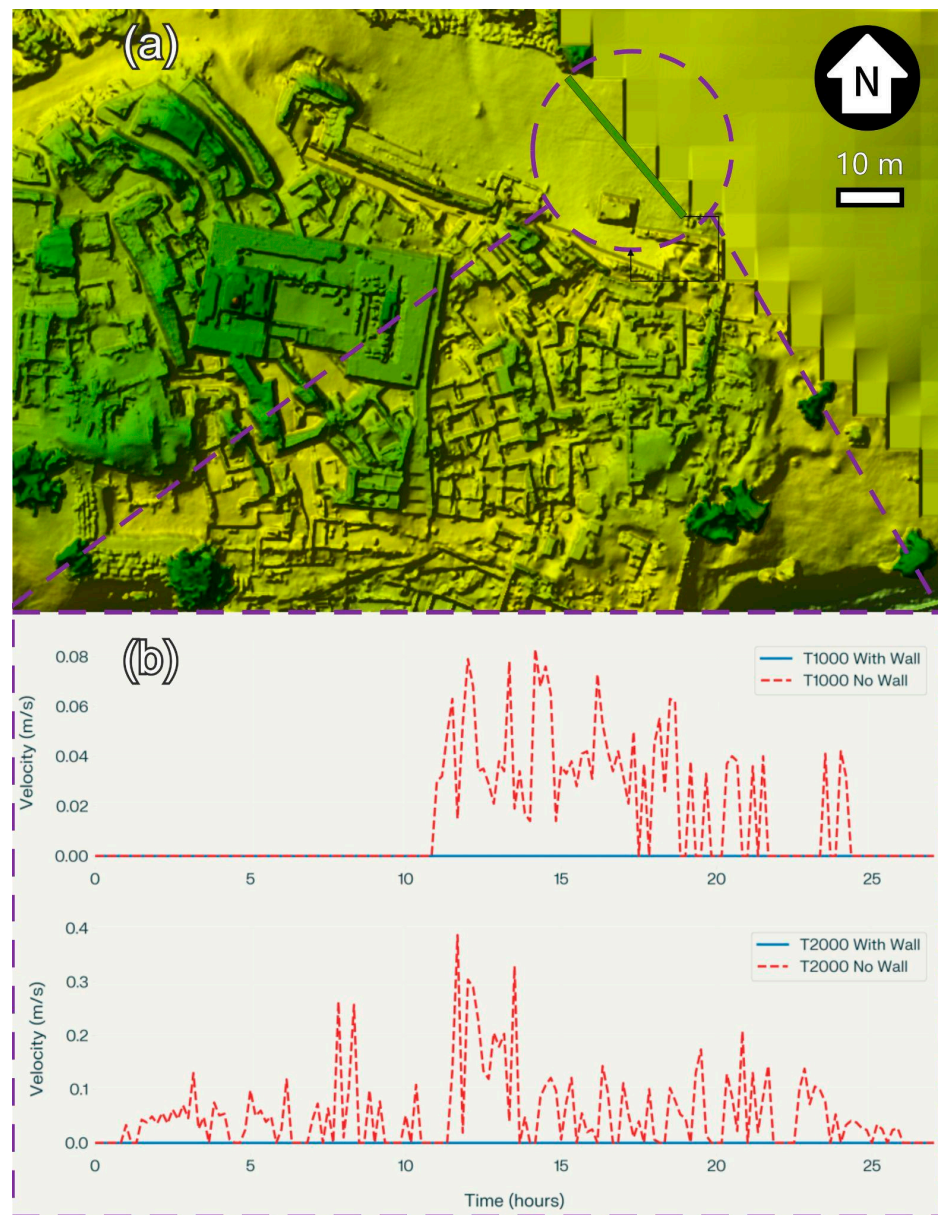 (a)
N
10 m
(b)
0.08
0.06
0.04
0.02
0.00
Velocity (m/s)
T1000 With Wall
T1000 No Wall
0 5 10 15 20 25
0.4
0.3
0.2
0.1
0.0
Velocity (m/s)
T2000 With Wall
T2000 No Wall
0 5 10 15 20 25
Time (hours)